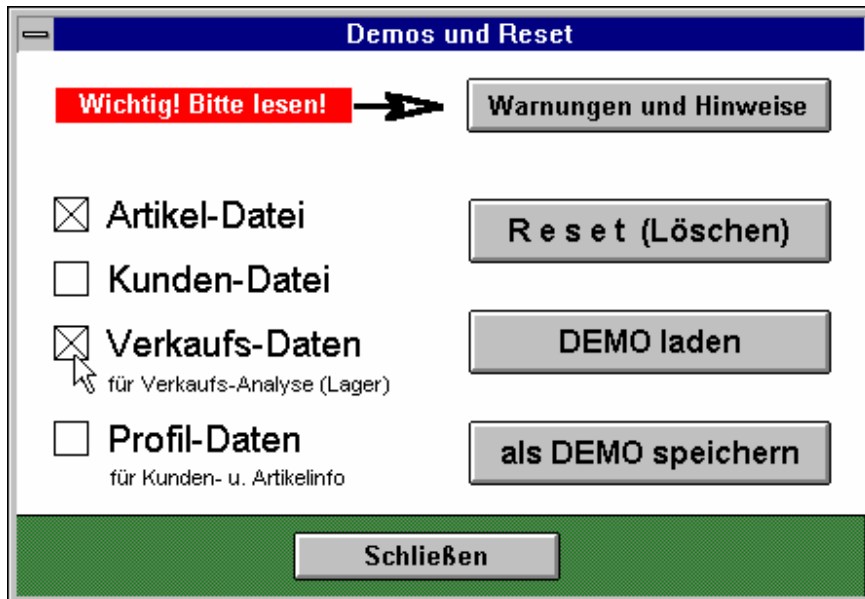 Demos und Reset
Wichtig! Bitte lesen!
Warnungen und Hinweise
Artikel-Datei
R e s e t (Löschen)
Kunden-Datei
Verkaufs-Daten
für Verkaufs-Analyse (Lager)
DEMO laden
Profil-Daten
für Kunden- u. Artikelinfo
als DEMO speichern
Schließen